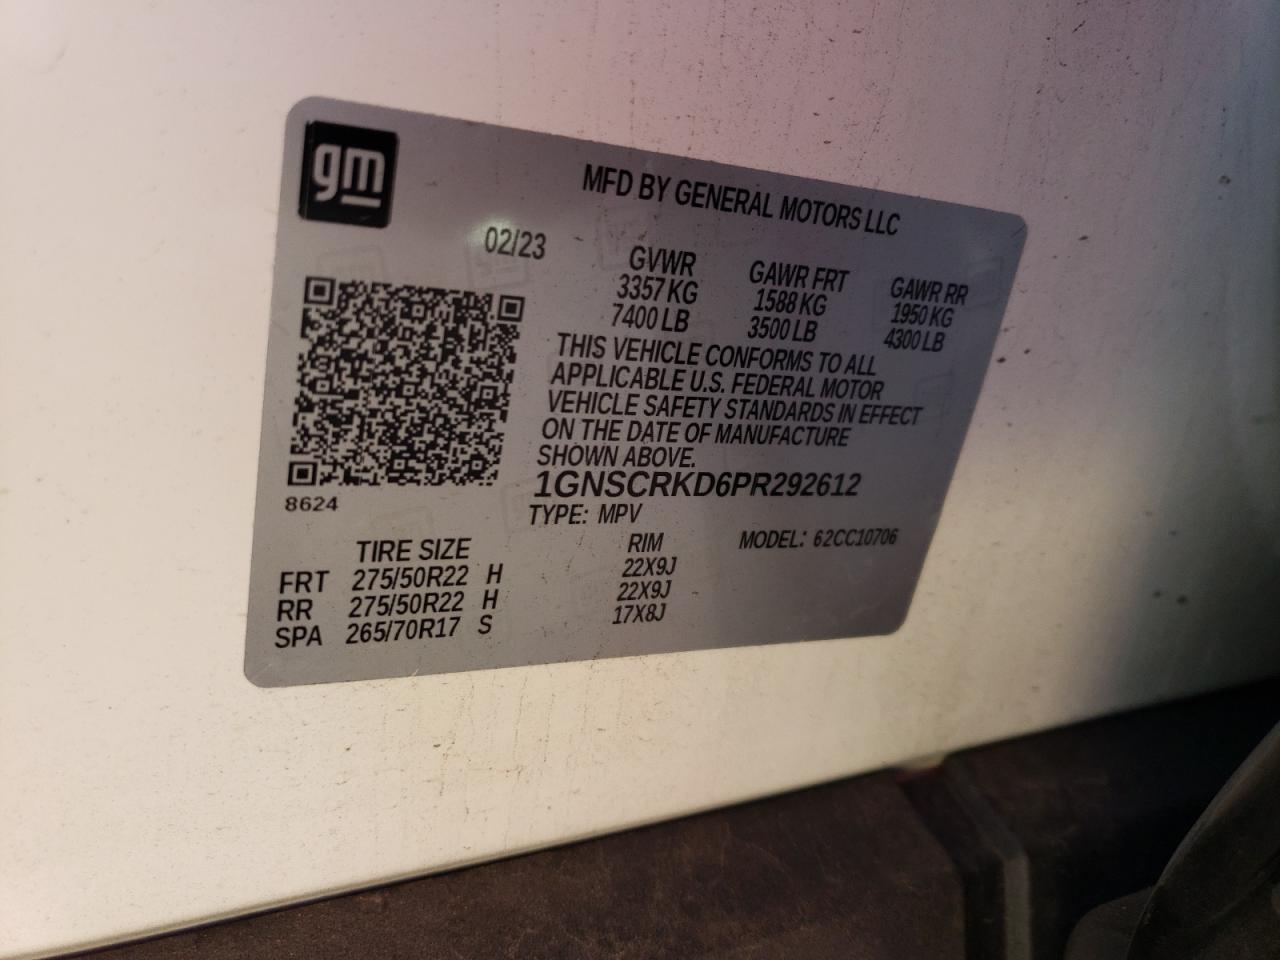 gm
MFD BY GENERAL MOTORS LLC
02/23
GVWR GAWR FRT GAWR RR
3357 KG 1588 KG 1950 KG
7400 LB 3500 LB 4300 LB
THIS VEHICLE CONFORMS TO ALL
APPLICABLE U.S. FEDERAL MOTOR
VEHICLE SAFETY STANDARDS IN EFFECT
ON THE DATE OF MANUFACTURE
SHOWN ABOVE.
1GNSCRKD6PR292612
8624
TYPE: MPV MODEL: 62CC10706
TIRE SIZE RIM
FRT 275/50R22 H 22X9J
RR 275/50R22 H 22X9J
SPA 265/70R17 S 17X8J